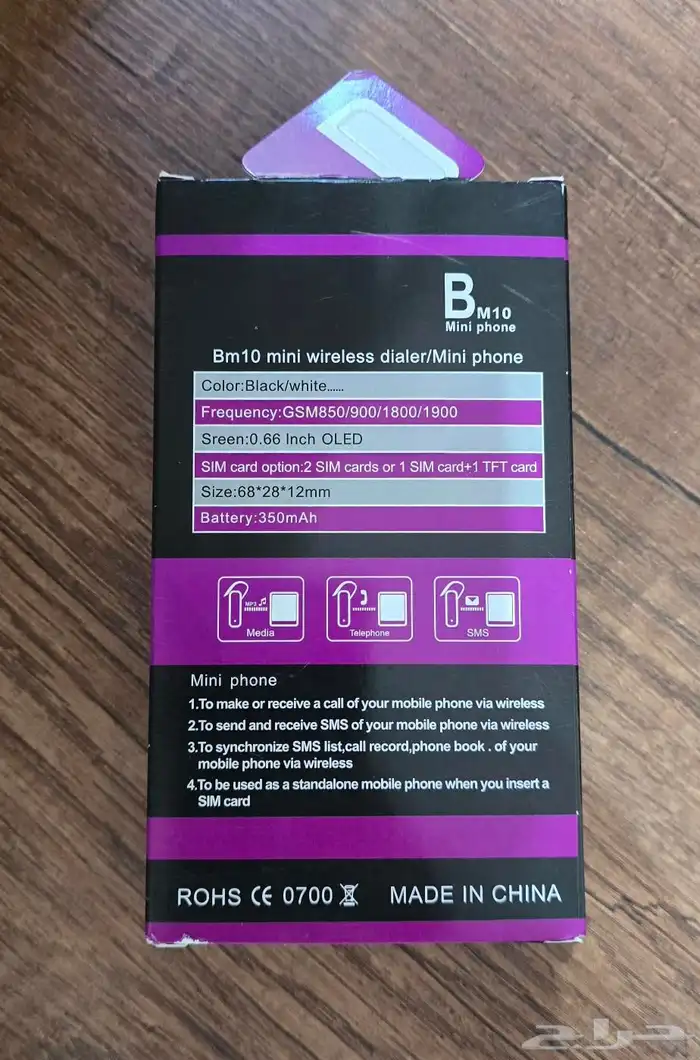 BM10
Mini phone
Bm10 mini wireless dialer/Mini phone
Color:Black/white......
Frequency:GSM850/900/1800/1900
Sreen:0.66 Inch OLED
SIM card option:2 SIM cards or 1 SIM card+1 TFT card
Size:68*28*12mm
Battery:350mAh
MP3
Media
Telephone
SMS
Mini phone
1.To make or receive a call of your mobile phone via wireless
2.To send and receive SMS of your mobile phone via wireless
3.To synchronize SMS list,call record,phone book . of your
mobile phone via wireless
4.To be used as a standalone mobile phone when you insert a
SIM card
ROHS CE 0700 MADE IN CHINA
حراج